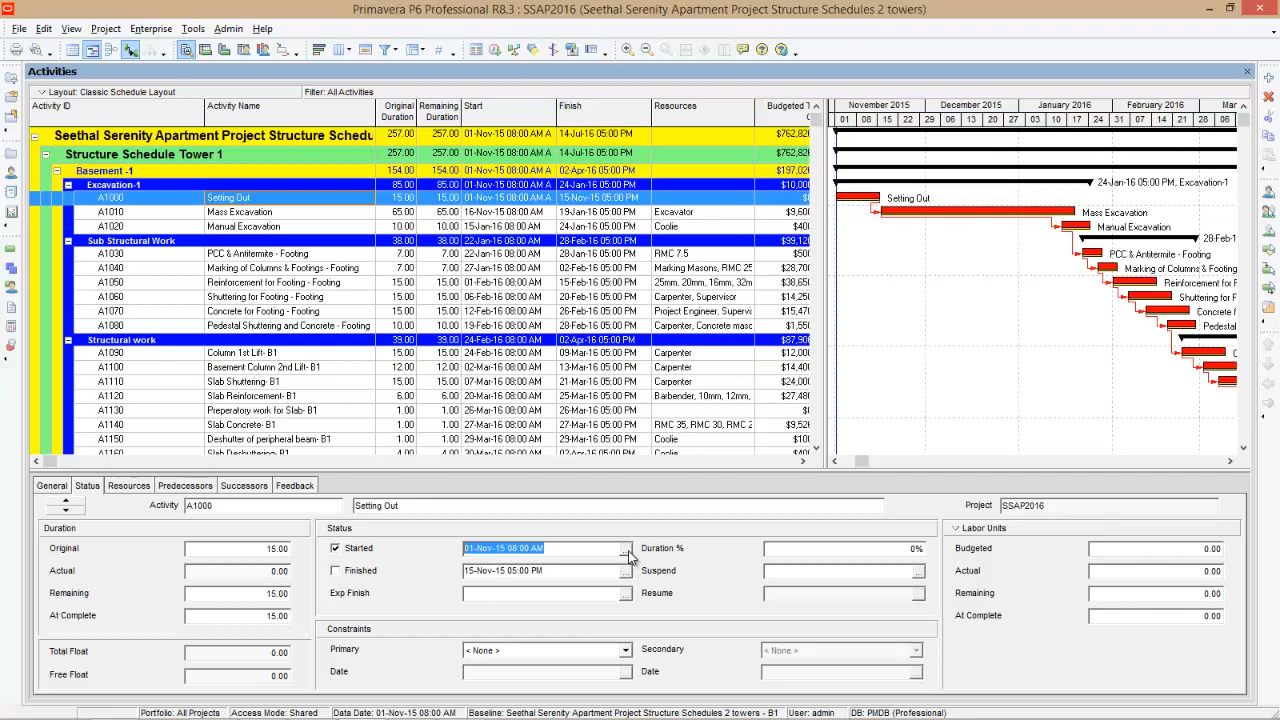 Primavera P6 Professional R8.3 : SSAP2016 (Seethal Serenity Apartment Project Structure Schedules 2 towers)
File Edit View Project Enterprise Tools Admin Help
Activities
Layout: Classic Schedule Layout Filter: All Activities
Activity ID Activity Name Original Duration Remaining Duration Start Finish Resources Budgeted T November 2015 December 2015 January 2016 February 2016 Mar
01 08 15 22 29 06 13 20 27 03 10 17 24 31 07 14 21 28 06
Seethal Serenity Apartment Project Structure Schedu 257.00 257.00 01-Nov-15 08:00 AM A 14-Jul-16 05:00 PM $762,826
Structure Schedule Tower 1 257.00 257.00 01-Nov-15 08:00 AM A 14-Jul-16 05:00 PM $762,826
Basement -1 154.00 154.00 01-Nov-15 08:00 AM A 02-Apr-16 05:00 PM $197,026
Excavation-1 85.00 85.00 01-Nov-15 08:00 AM A 24-Jan-16 05:00 PM $10,000 24-Jan-16 05:00 PM, Excavation-1
A1000 Setting Out 15.00 15.00 01-Nov-15 08:00 AM A 15-Nov-15 05:00 PM Setting Out
A1010 Mass Excavation 65.00 65.00 16-Nov-15 08:00 AM 19-Jan-16 05:00 PM Excavator $9,600 Mass Excavation
A1020 Manual Excavation 10.00 10.00 15-Jan-16 08:00 AM 24-Jan-16 05:00 PM Coolie $400 Manual Excavation
Sub Structural Work 38.00 38.00 22-Jan-16 08:00 AM 28-Feb-16 05:00 PM $99,120 28-Feb-1
A1030 PCC & Antitermite - Footing 7.00 7.00 22-Jan-16 08:00 AM 28-Jan-16 05:00 PM RMC 7.5 $500 PCC & Antitermite - Footing
A1040 Marking of Columns & Footings - Footing 7.00 7.00 27-Jan-16 08:00 AM 02-Feb-16 05:00 PM Marking Masons, RMC 25 $28,700 Marking of Columns & Footing
A1050 Reinforcement for Footing - Footing 15.00 15.00 01-Feb-16 08:00 AM 15-Feb-16 05:00 PM 25mm, 20mm, 16mm, 32m $38,450 Reinforcement for F
A1060 Shuttering for Footing - Footing 15.00 15.00 06-Feb-16 08:00 AM 20-Feb-16 05:00 PM Carpenter, Supervisor $14,250 Shuttering for F
A1070 Concrete for Footing - Footing 15.00 15.00 12-Feb-16 08:00 AM 26-Feb-16 05:00 PM Project Engineer, Supervis $15,450 Concrete f
A1080 Pedestal Shuttering and Concrete - Footing 10.00 10.00 19-Feb-16 08:00 AM 28-Feb-16 05:00 PM Carpenter, Concrete masc $1,550 Pedestal
Structural work 39.00 39.00 24-Feb-16 08:00 AM 02-Apr-16 05:00 PM $87,906
A1090 Column 1st Lift- B1 15.00 15.00 24-Feb-16 08:00 AM 09-Mar-16 05:00 PM Carpenter $12,000
A1100 Basement Column 2nd Lift- B1 12.00 12.00 02-Mar-16 08:00 AM 13-Mar-16 05:00 PM Carpenter $14,400
A1110 Slab Shuttering- B1 15.00 15.00 07-Mar-16 08:00 AM 21-Mar-16 05:00 PM Carpenter $24,000
A1120 Slab Reinforcement- B1 6.00 6.00 20-Mar-16 08:00 AM 25-Mar-16 05:00 PM Barbender, 10mm, 12mm, $27,480
A1130 Preperatory work for Slab- B1 1.00 1.00 26-Mar-16 08:00 AM 26-Mar-16 05:00 PM
A1140 Slab Concrete- B1 1.00 1.00 27-Mar-16 08:00 AM 27-Mar-16 05:00 PM RMC 35, RMC 30, RMC 2 $9,526
A1150 Deshutter of peripheral beam- B1 1.00 1.00 29-Mar-16 08:00 AM 29-Mar-16 05:00 PM Coolie $100
General Status Resources Predecessors Successors Feedback
Activity A1000 Setting Out Project SSAP2016
Duration Status Labor Units
Original 15.00 Started 01-Nov-15 08:00 AM Duration % 0% Budgeted 0.00
Actual 0.00 Finished 15-Nov-15 05:00 PM Suspend Actual 0.00
Remaining 15.00 Exp Finish Resume Remaining 0.00
At Complete 15.00 At Complete 0.00
Constraints
Total Float 0.00 Primary < None > Secondary < None >
Free Float 0.00 Date Date
Portfolio: All Projects Access Mode: Shared Data Date: 01-Nov-15 08:00 AM Baseline: Seethal Serenity Apartment Project Structure Schedules 2 towers - B1 User: admin DB: PMDB (Professional)